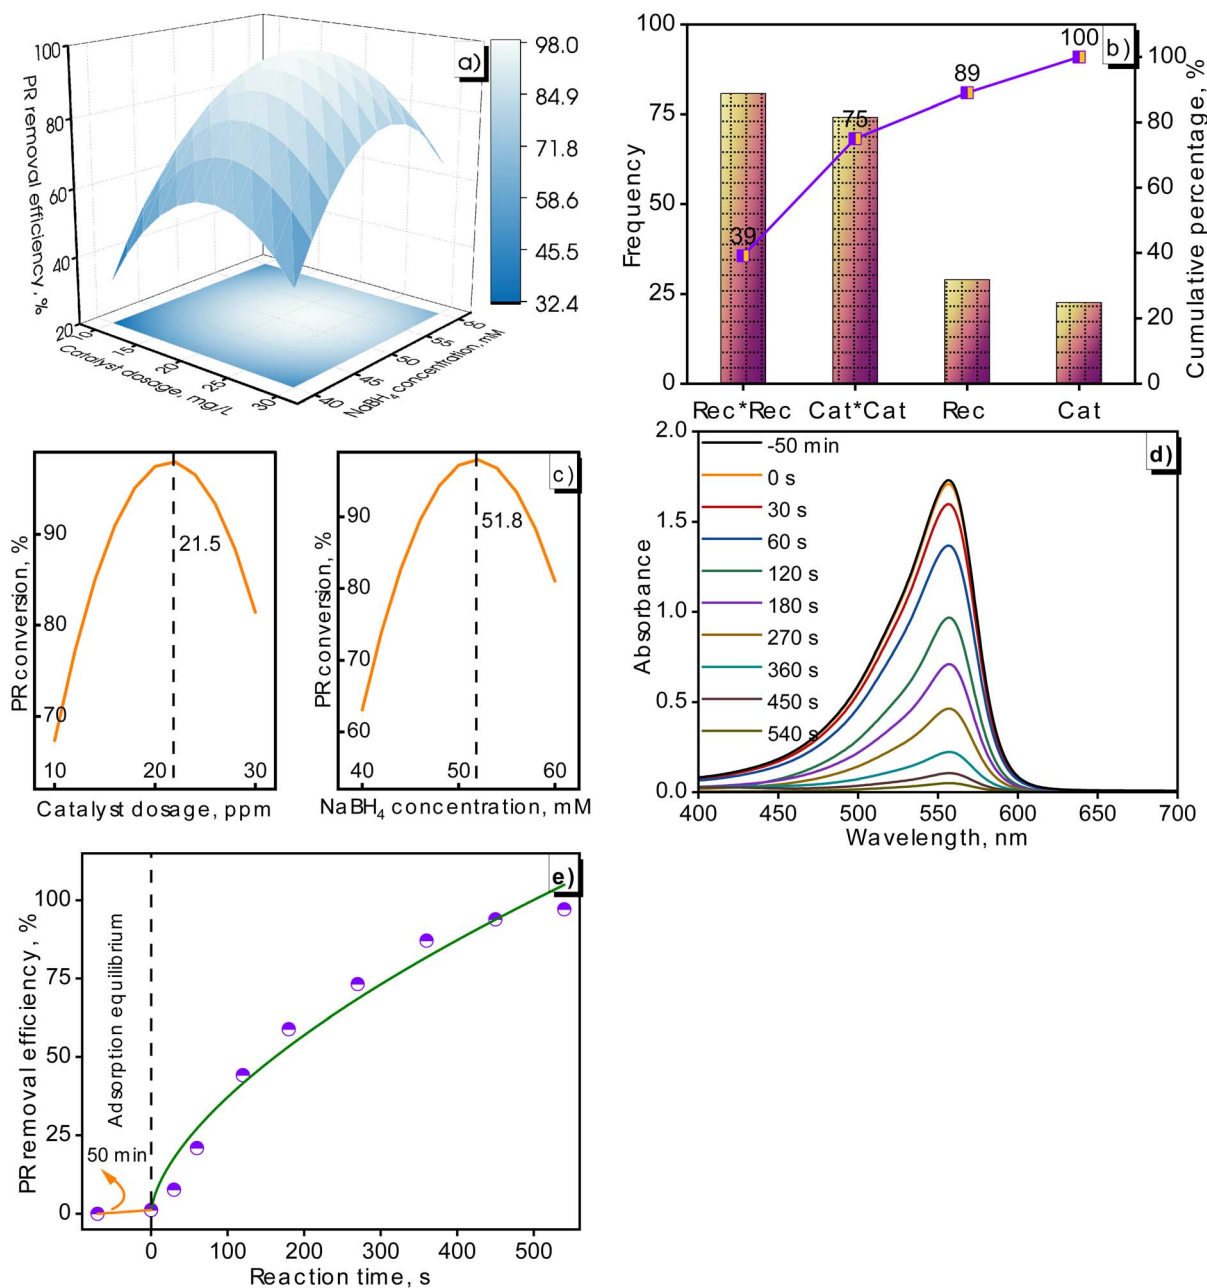 a)
PR removal efficiency, %
100
80
60
40
20
10
15
20
25
30
Catalyst dosage, mg/L
40
45
50
55
60
NaBH₄ concentration, mM
98.0
84.9
71.8
58.6
45.5
32.4
b)
Frequency
100
75
50
25
0
39
75
89
100
Cumulative percentage, %
100
80
60
40
20
0
Rec*Rec Cat*Cat Rec Cat
c)
PR conversion, %
90
80
70
21.5
10 20 30
Catalyst dosage, ppm
PR conversion, %
90
80
70
60
51.8
40 50 60
NaBH₄ concentration, mM
d)
Absorbance
2.0
1.5
1.0
0.5
0.0
-50 min
0 s
30 s
60 s
120 s
180 s
270 s
360 s
450 s
540 s
400 450 500 550 600 650 700
Wavelength, nm
e)
PR removal efficiency, %
100
75
50
25
0
Adsorption equilibrium
50 min
0 100 200 300 400 500
Reaction time, s